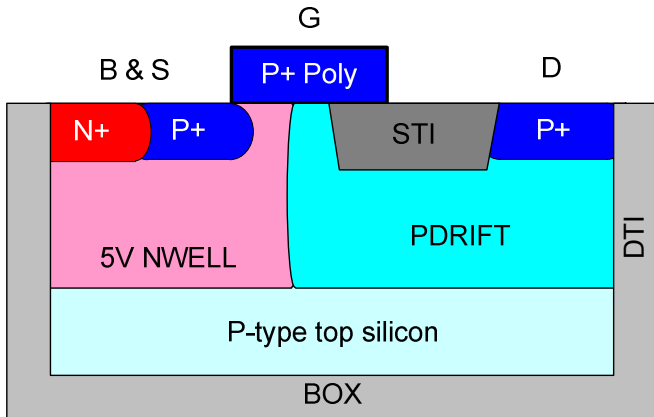 G
B & S
P+ Poly
D
N+
P+
STI
P+
5V NWELL
PDRIFT
DTI
P-type top silicon
BOX